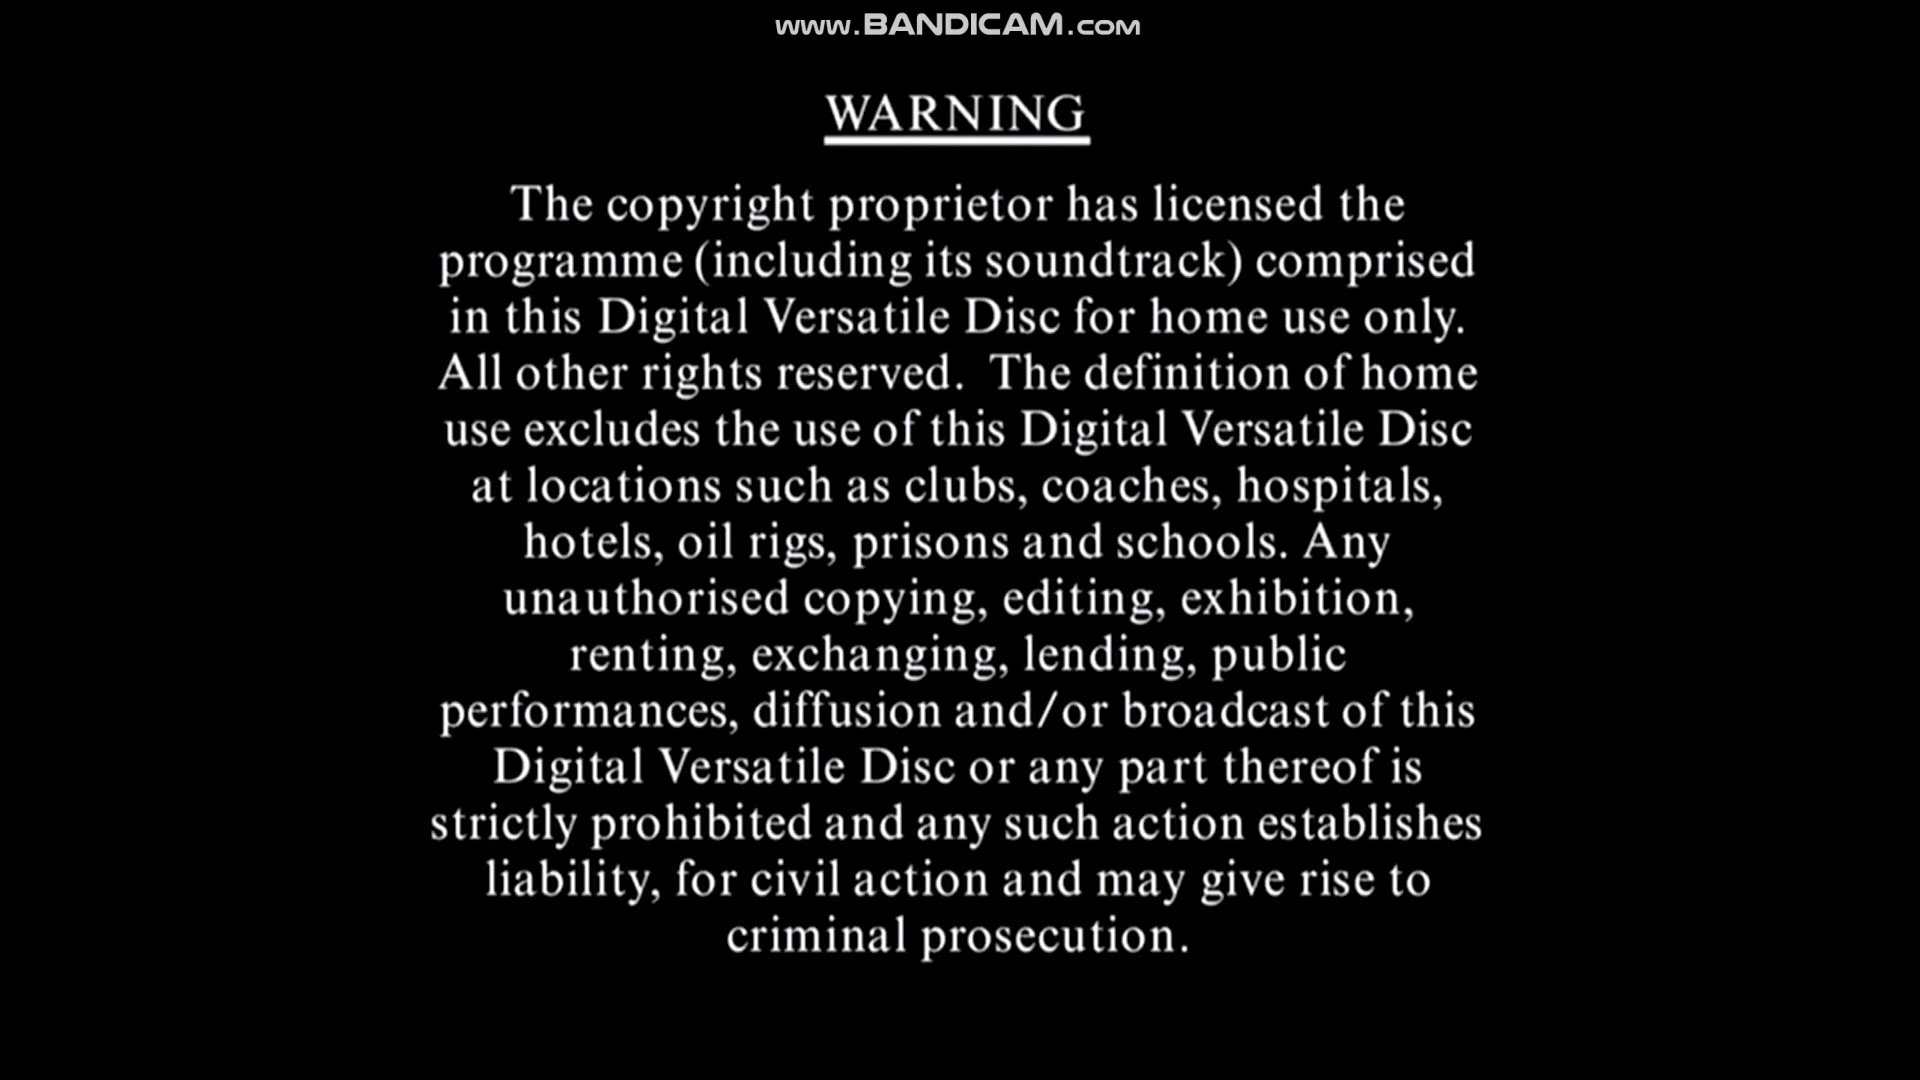 www.BANDICAM.com
WARNING
The copyright proprietor has licensed the
programme (including its soundtrack) comprised
in this Digital Versatile Disc for home use only.
All other rights reserved.  The definition of home
use excludes the use of this Digital Versatile Disc
at locations such as clubs, coaches, hospitals,
hotels, oil rigs, prisons and schools. Any
unauthorised copying, editing, exhibition,
renting, exchanging, lending, public
performances, diffusion and/or broadcast of this
Digital Versatile Disc or any part thereof is
strictly prohibited and any such action establishes
liability, for civil action and may give rise to
criminal prosecution.